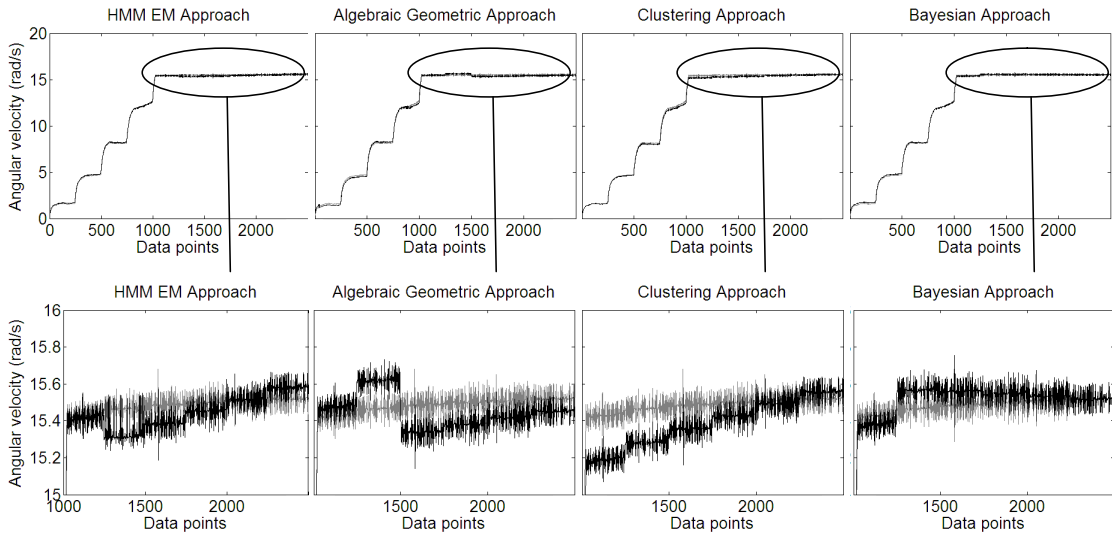 HMM EM Approach
Algebraic Geometric Approach
Clustering Approach
Bayesian Approach
Angular velocity (rad/s)
20
15
10
5
0
0 500 1000 1500 2000
500 1000 1500 2000
500 1000 1500 2000
500 1000 1500 2000
Data points
Data points
Data points
Data points
HMM EM Approach
Algebraic Geometric Approach
Clustering Approach
Bayesian Approach
Angular velocity (rad/s)
16
15.8
15.6
15.4
15.2
15
1000 1500 2000
1500 2000
1500 2000
1500 2000
Data points
Data points
Data points
Data points